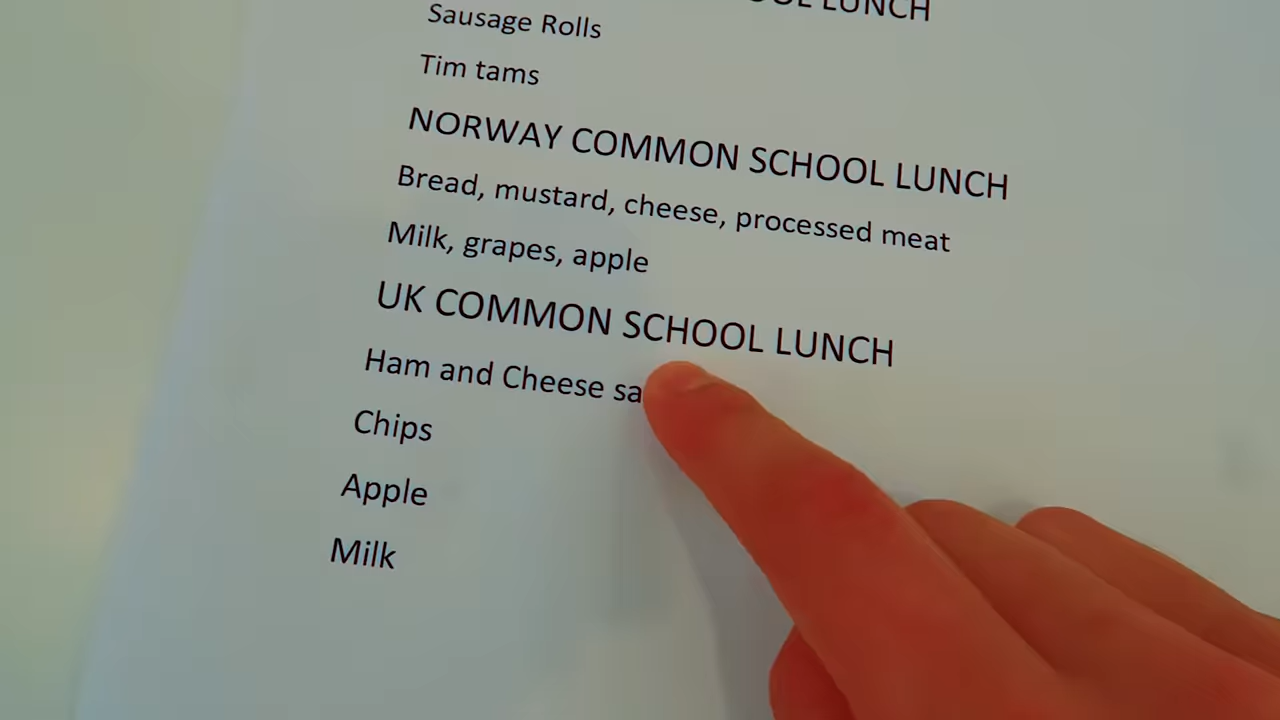 LUNCH
Sausage Rolls
Tim tams
NORWAY COMMON SCHOOL LUNCH
Bread, mustard, cheese, processed meat
Milk, grapes, apple
UK COMMON SCHOOL LUNCH
Ham and Cheese
Chips
Apple
Milk